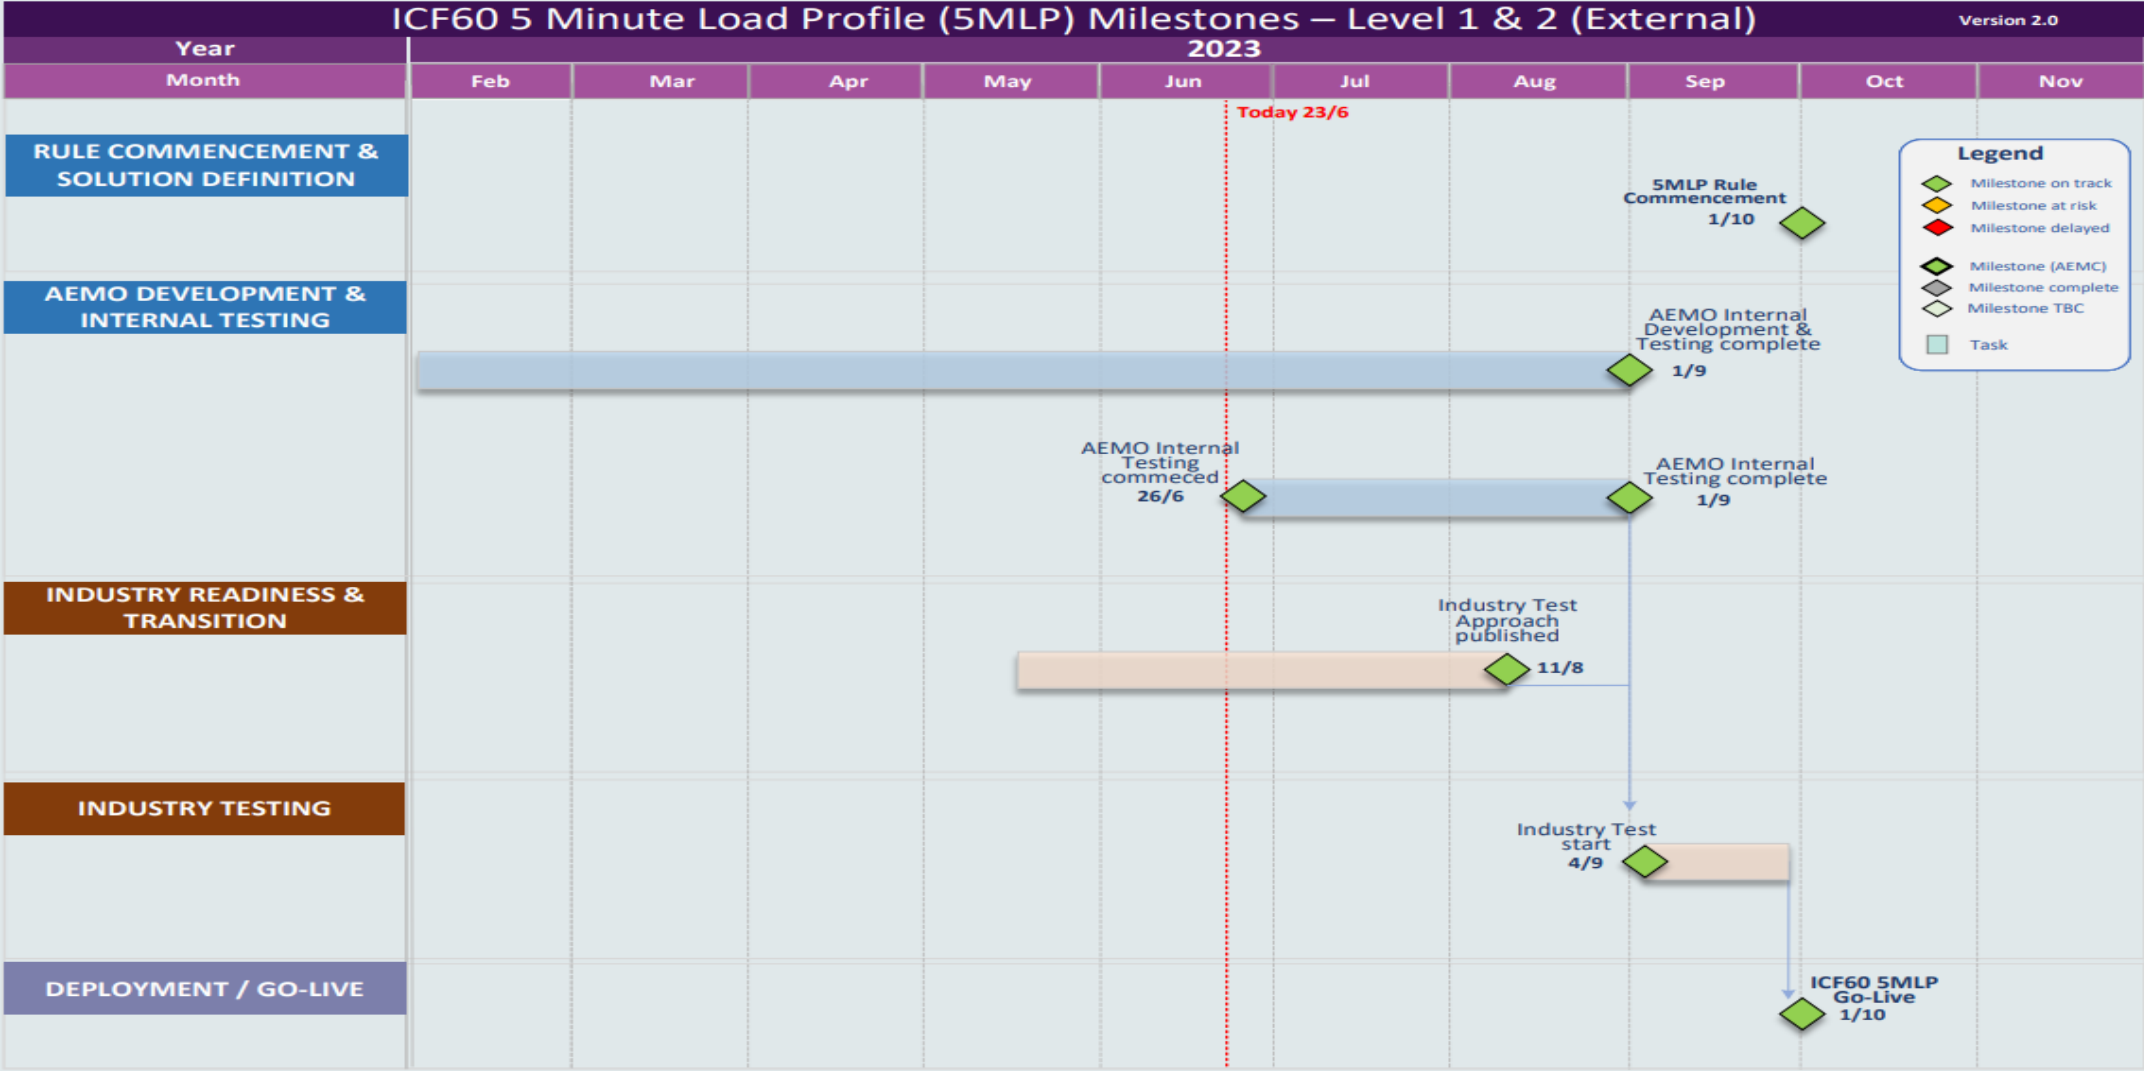 ICF60 5 Minute Load Profile (5MLP) Milestones – Level 1 & 2 (External)
Version 2.0
Year
2023
Month
Feb
Mar
Apr
May
Jun
Jul
Aug
Sep
Oct
Nov
Today 23/6
RULE COMMENCEMENT &
SOLUTION DEFINITION
5MLP Rule
Commencement
1/10
Legend
Milestone on track
Milestone at risk
Milestone delayed
Milestone (AEMC)
Milestone complete
Milestone TBC
Task
AEMO DEVELOPMENT &
INTERNAL TESTING
AEMO Internal
Development &
Testing complete
1/9
AEMO Internal
Testing
commeced
26/6
AEMO Internal
Testing complete
1/9
INDUSTRY READINESS &
TRANSITION
Industry Test
Approach
published
11/8
INDUSTRY TESTING
Industry Test
start
4/9
DEPLOYMENT / GO-LIVE
ICF60 5MLP
Go-Live
1/10